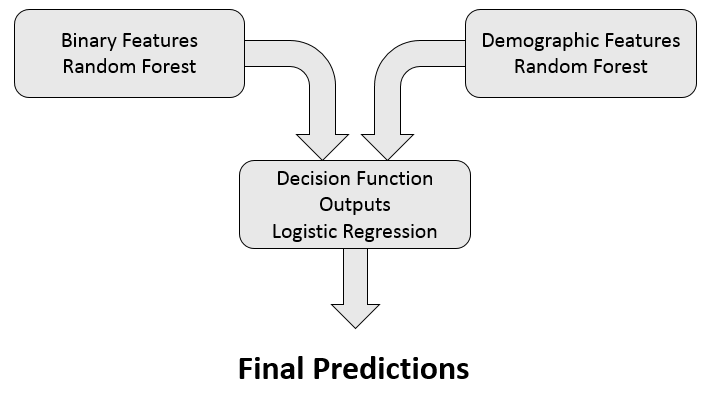 Binary Features
Random Forest
Demographic Features
Random Forest
Decision Function
Outputs
Logistic Regression
Final Predictions